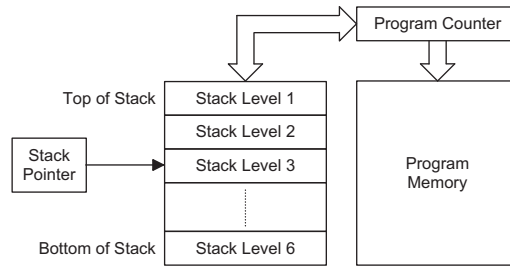 Program Counter
Top of Stack
Stack Level 1
Stack Level 2
Stack
Pointer
Stack Level 3
Program
Memory
Bottom of Stack
Stack Level 6